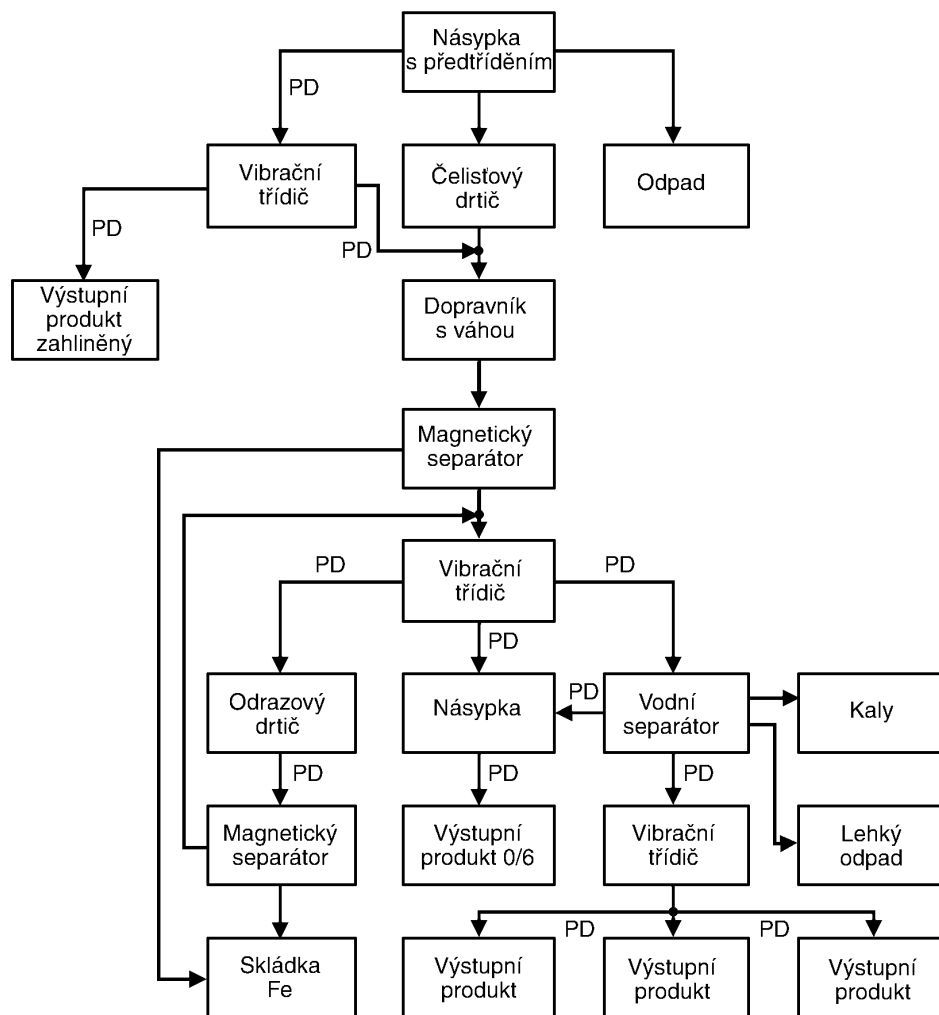 Násypka
s předtříděním
PD
Vibrační
třídič
Čelisťový
drtič
Odpad
PD
PD
Výstupní
produkt
zahliněný
Dopravník
s váhou
Magnetický
separátor
PD
Vibrační
třídič
PD
PD
Odrazový
drtič
Násypka
PD
Vodní
separátor
Kaly
PD
PD
PD
Magnetický
separátor
Výstupní
produkt 0/6
Vibrační
třídič
Lehký
odpad
PD
PD
Skládka
Fe
Výstupní
produkt
Výstupní
produkt
Výstupní
produkt